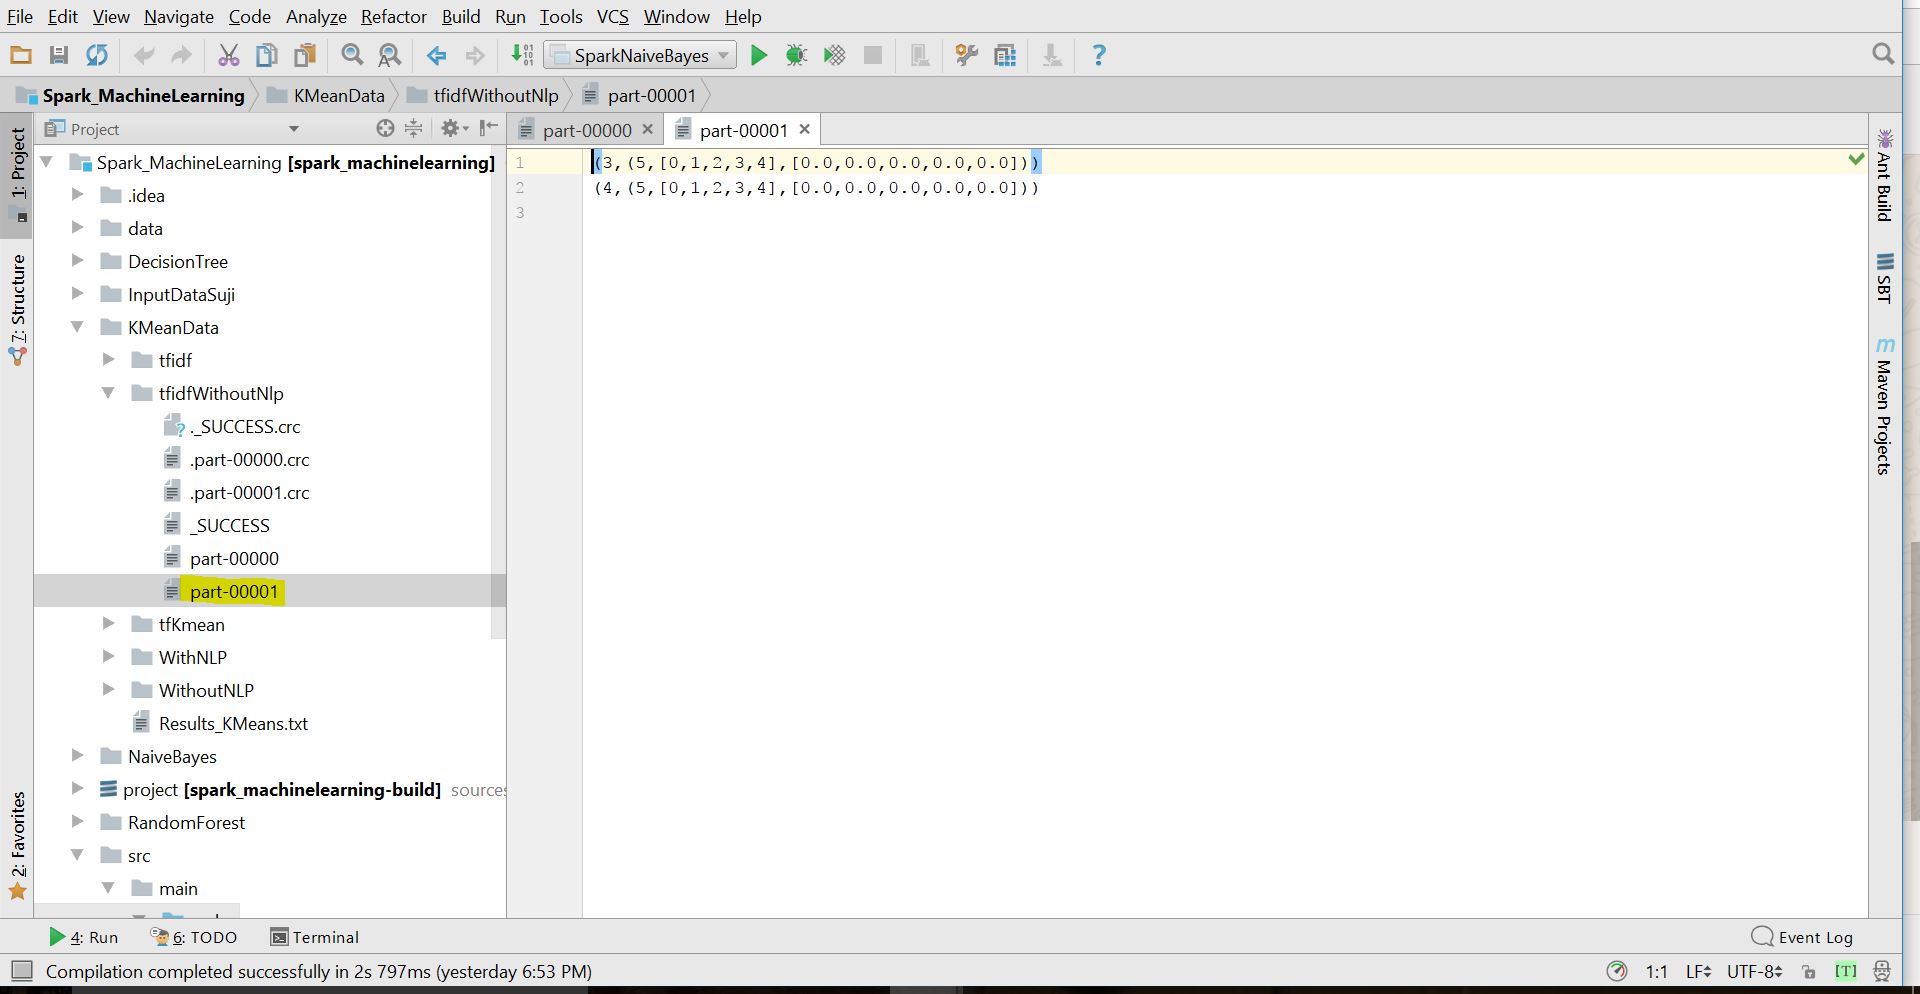 File Edit View Navigate Code Analyze Refactor Build Run Tools VCS Window Help
SparkNaiveBayes
Spark_MachineLearning KMeanData tfidfWithoutNlp part-00001
Project
part-00000 part-00001
1: Project
7: Structure
2: Favorites
Spark_MachineLearning [spark_machinelearning]
.idea
data
DecisionTree
InputDataSuji
KMeanData
tfidf
tfidfWithoutNlp
._SUCCESS.crc
.part-00000.crc
.part-00001.crc
_SUCCESS
part-00000
part-00001
tfKmean
WithNLP
WithoutNLP
Results_KMeans.txt
NaiveBayes
project [spark_machinelearning-build] sources
RandomForest
src
main
1 (3,(5,[0,1,2,3,4],[0.0,0.0,0.0,0.0,0.0]))
2 (4,(5,[0,1,2,3,4],[0.0,0.0,0.0,0.0,0.0]))
3
Ant Build
SBT
m Maven Projects
4: Run 6: TODO Terminal Event Log
Compilation completed successfully in 2s 797ms (yesterday 6:53 PM) 1:1 LF UTF-8 [T]